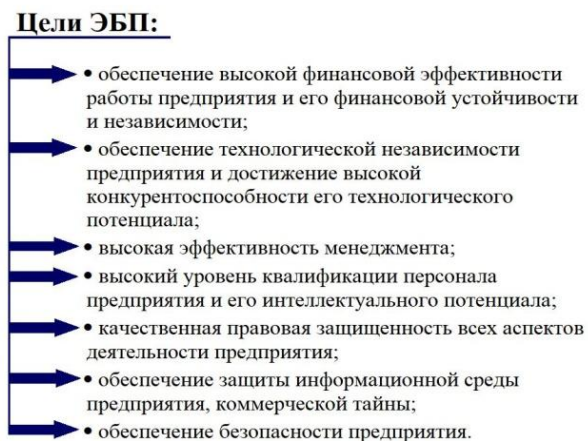 Цели ЭБП:
• обеспечение высокой финансовой эффективности
работы предприятия и его финансовой устойчивости
и независимости;
• обеспечение технологической независимости
предприятия и достижение высокой
конкурентоспособности его технологического
потенциала;
• высокая эффективность менеджмента;
• высокий уровень квалификации персонала
предприятия и его интеллектуального потенциала;
• качественная правовая защищенность всех аспектов
деятельности предприятия;
• обеспечение защиты информационной среды
предприятия, коммерческой тайны;
• обеспечение безопасности предприятия.